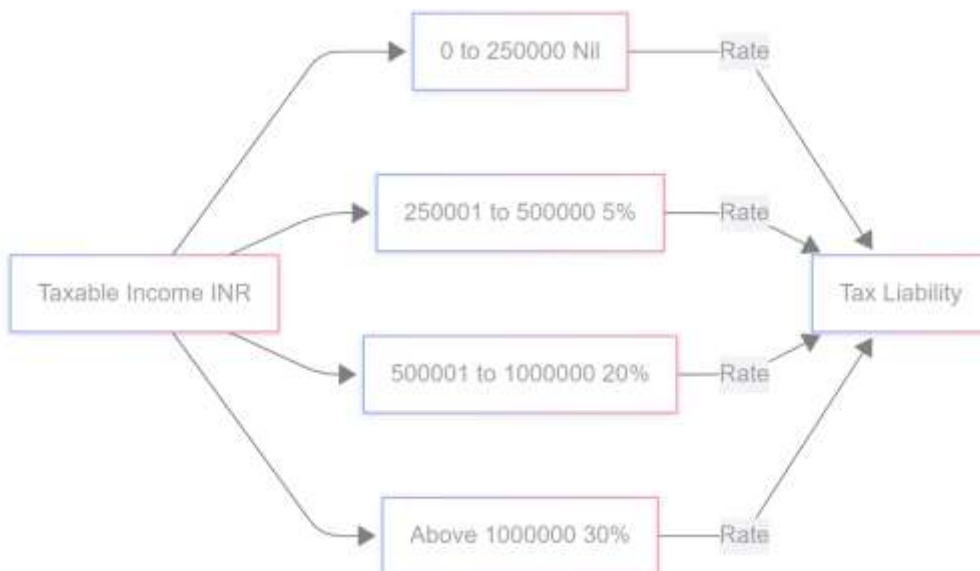 0 to 250000 Nil
Rate
250001 to 500000 5%
Rate
Taxable Income INR
Tax Liability
500001 to 1000000 20%
Rate
Above 1000000 30%
Rate